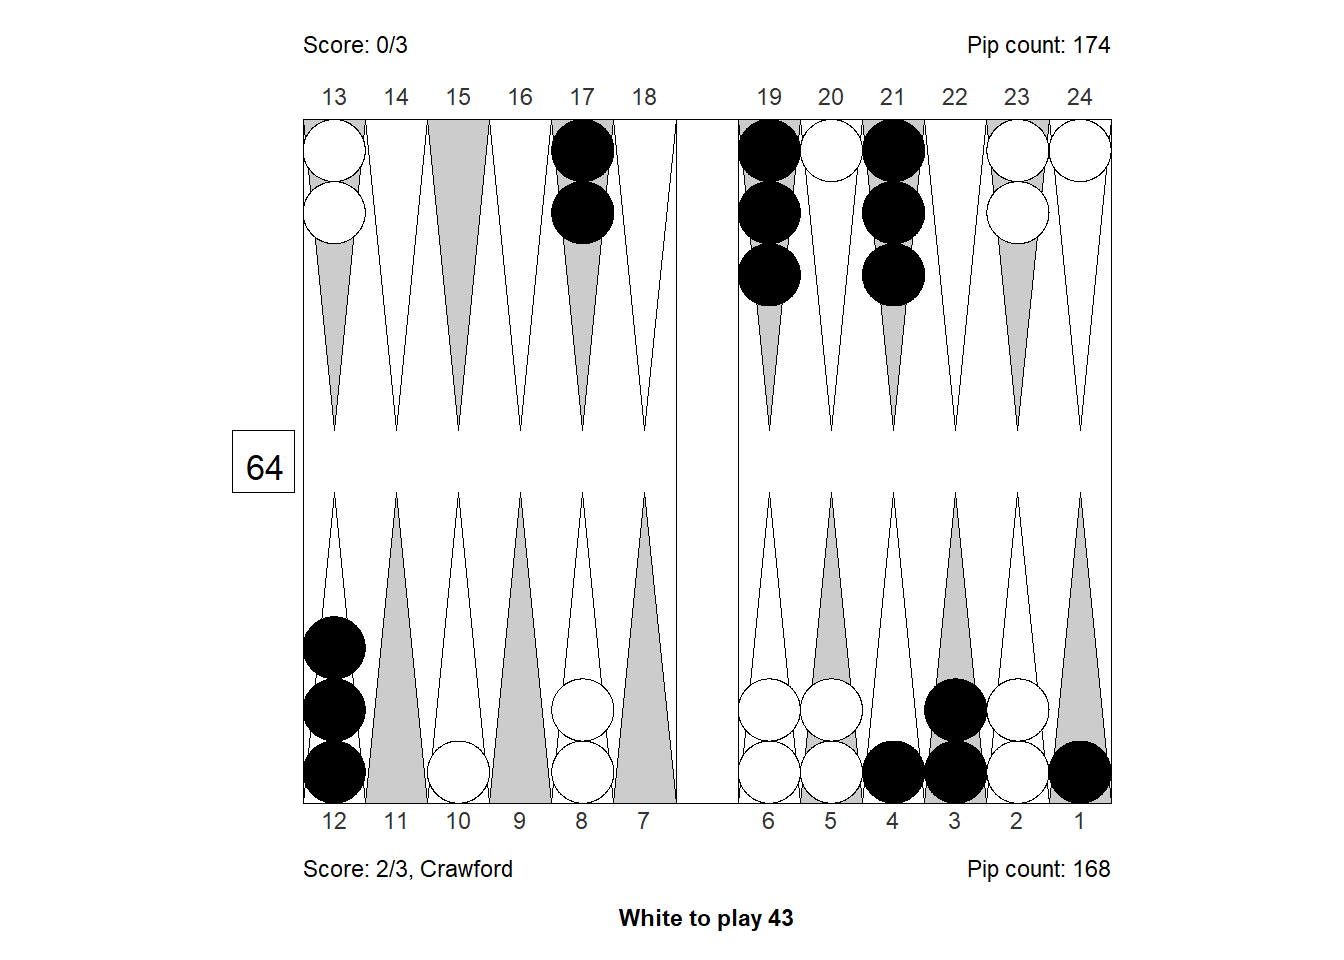 Score: 0/3 Pip count: 174
13 14 15 16 17 18 19 20 21 22 23 24
64
12 11 10 9 8 7 6 5 4 3 2 1
Score: 2/3, Crawford Pip count: 168
White to play 43